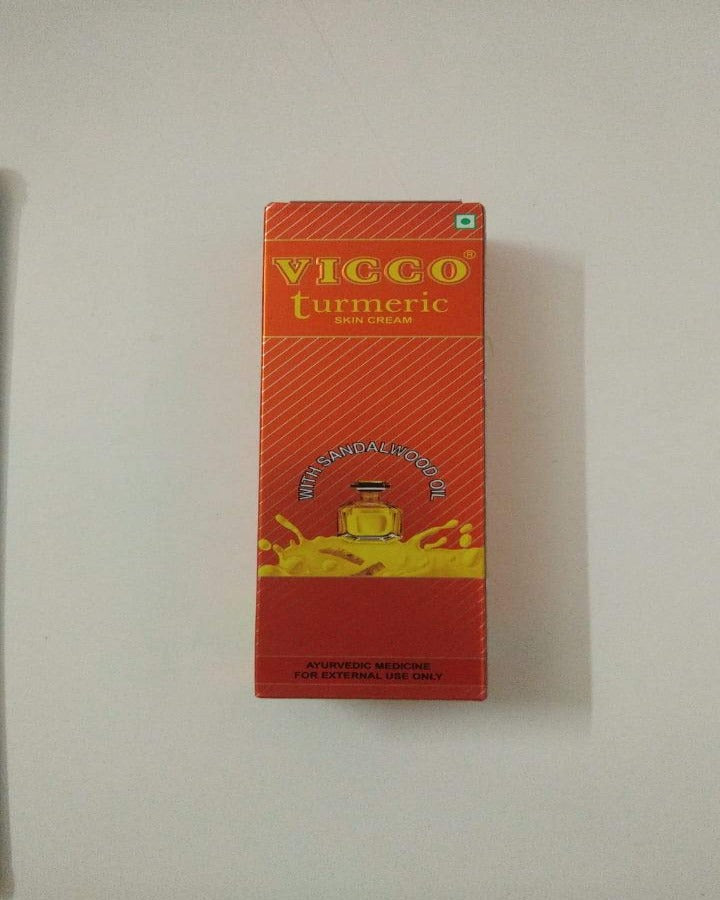 VICCO®
turmeric
SKIN CREAM
WITH SANDALWOOD OIL
AYURVEDIC MEDICINE
FOR EXTERNAL USE ONLY